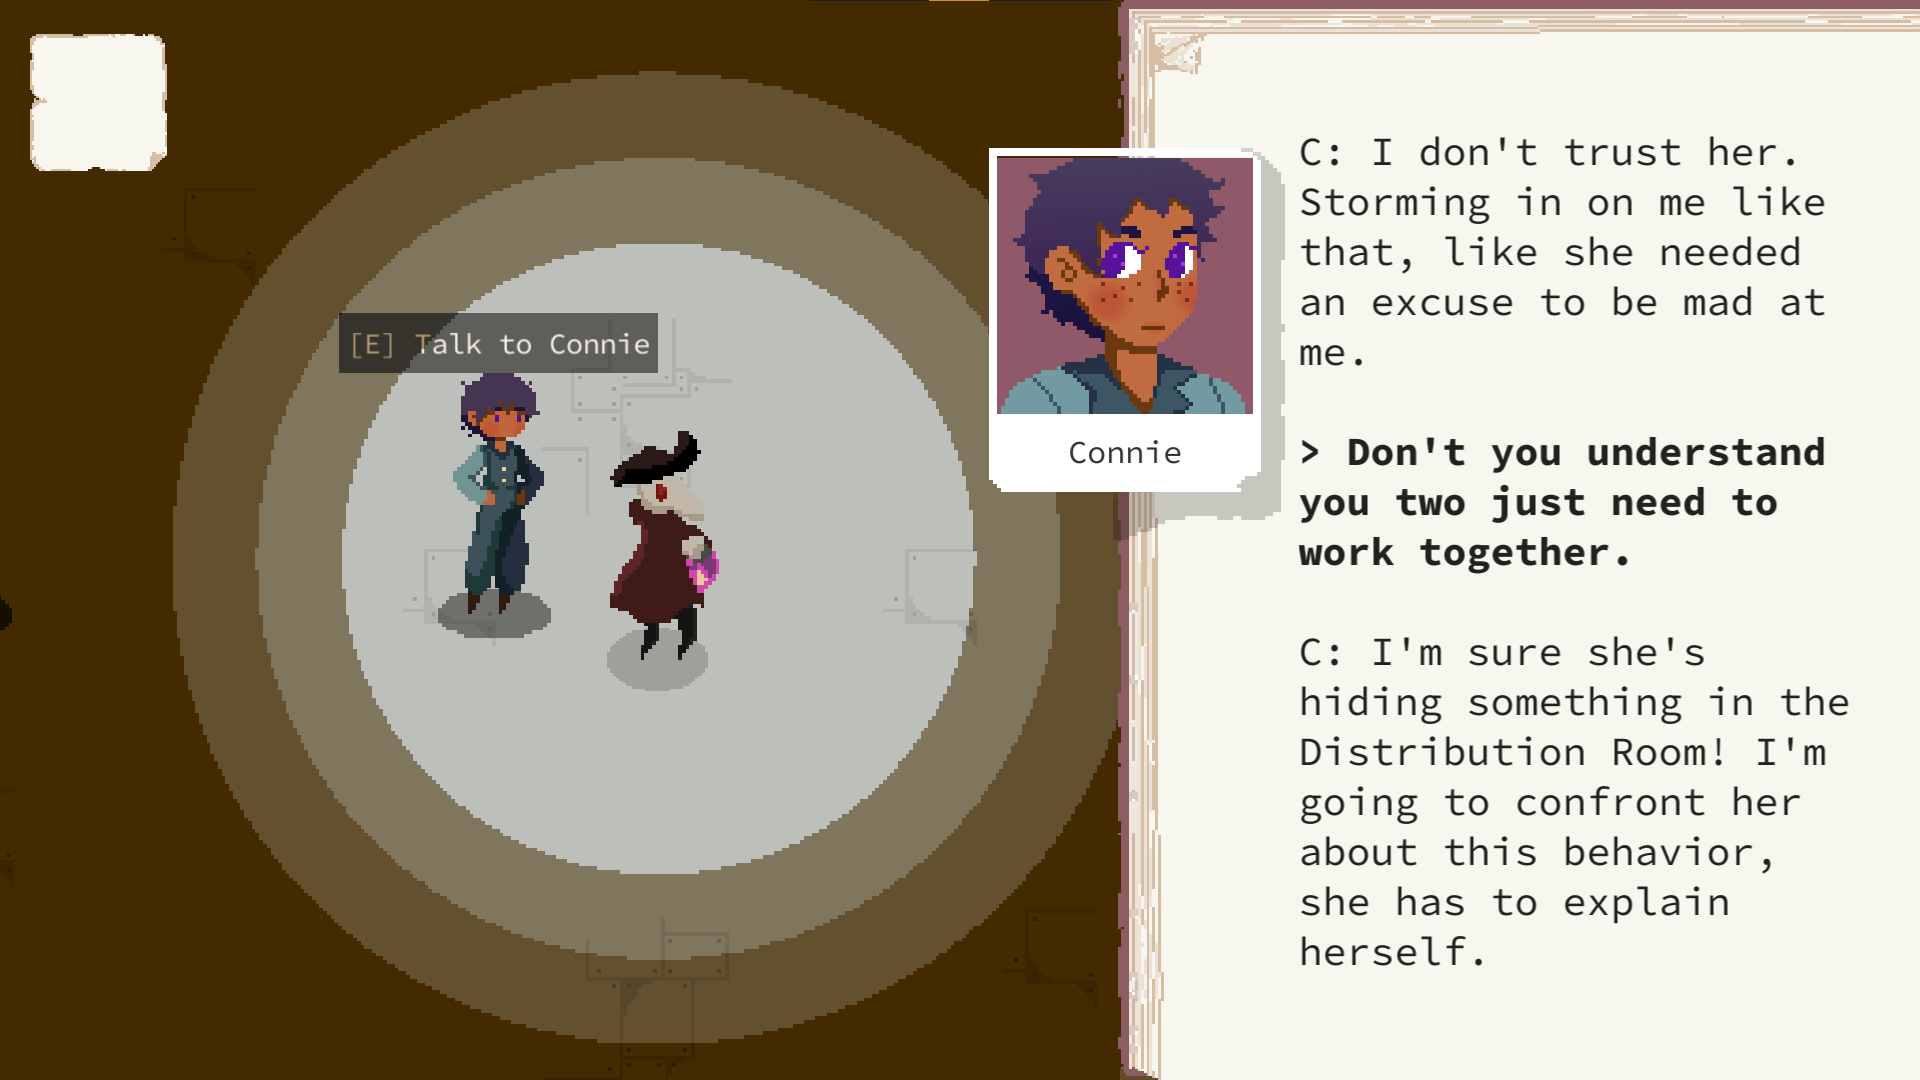 [E] Talk to Connie
Connie
C: I don't trust her.
Storming in on me like
that, like she needed
an excuse to be mad at
me.
> Don't you understand
you two just need to
work together.
C: I'm sure she's
hiding something in the
Distribution Room! I'm
going to confront her
about this behavior,
she has to explain
herself.